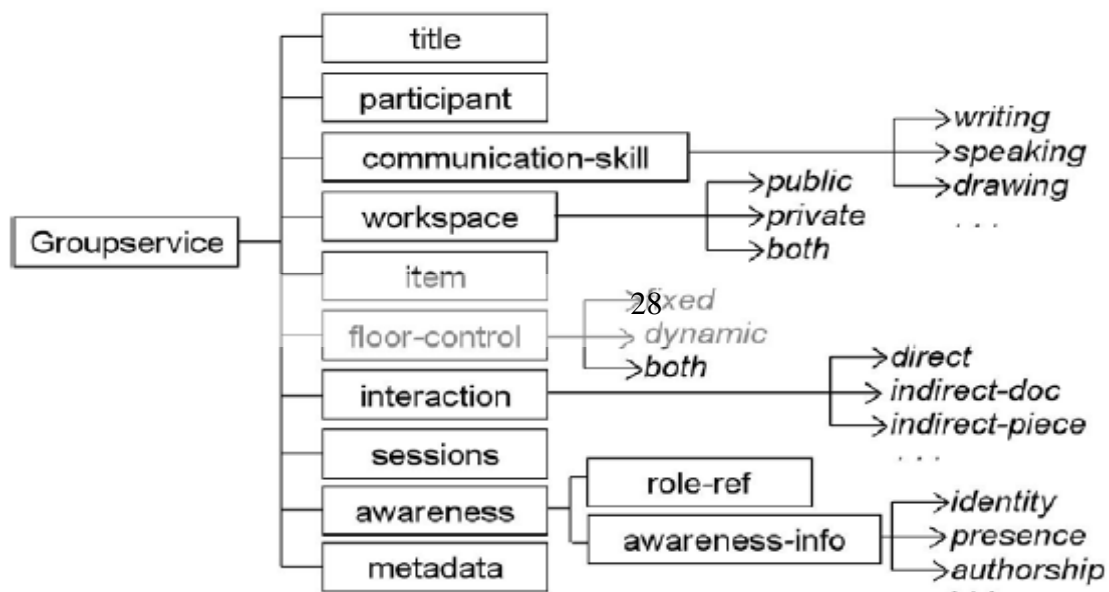 title
participant
communication-skill
writing
speaking
drawing
. . .
workspace
public
private
both
Groupservice
item
floor-control
28
fixed
dynamic
both
interaction
direct
indirect-doc
indirect-piece
. . .
sessions
awareness
role-ref
awareness-info
identity
presence
authorship
metadata